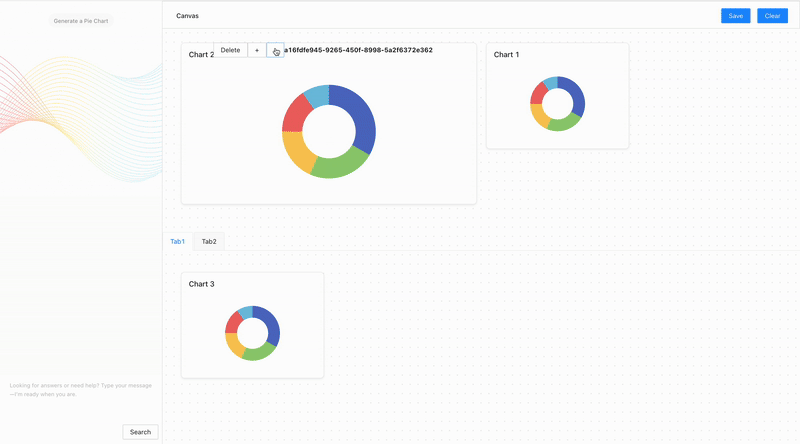 Generate a Pie Chart
Canvas
Save
Clear
Chart 2
Delete
+
a16fdfe945-9265-450f-8998-5a2f6372e362
Chart 1
Tab1
Tab2
Chart 3
Looking for answers or need help? Type your message
—I'm ready when you are.
Search